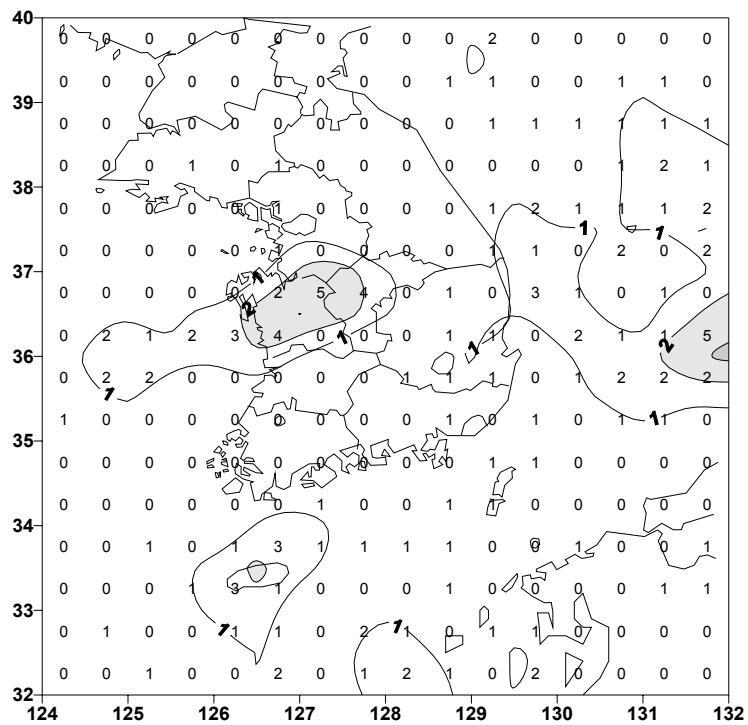 40
0 0 0 0 0 0 0 0 0 0 2 0 0 0 0 0
0 0 0 0 0 0 0 0 0 1 1 0 0 1 1 0
39
0 0 0 0 0 0 0 0 0 0 1 1 1 1 1 1
0 0 0 1 0 1 0 0 0 0 0 0 0 1 2 1
38
0 0 0 0 0 1 0 0 0 0 1 2 1 1 1 2
1 1
0 0 0 0 0 1 0 0 0 0 1 1 0 2 0 2
37
1
0 0 0 0 0 2 5 4 0 1 0 3 1 0 1 0
2
0 2 1 2 3 4 0 0 0 1 1 0 2 1 1 5
1 1 2
36
0 2 2 0 0 0 0 0 1 1 1 0 1 2 2 2
1
1 0 0 0 0 0 0 0 0 1 0 1 0 1 1 0
1
35
0 0 0 0 0 0 0 0 0 0 1 1 0 0 0 0
0 0 0 0 0 0 1 0 0 1 1 0 0 0 0 0
34
0 0 1 0 1 3 1 1 1 1 0 0 1 0 0 1
0 0 0 1 3 1 0 0 0 1 0 0 0 0 1 1
33
1 1
0 1 0 0 1 1 0 2 1 0 1 1 0 0 0 0
0 0 1 0 0 2 0 1 2 1 0 2 0 0 0 0
32
124 125 126 127 128 129 130 131 132